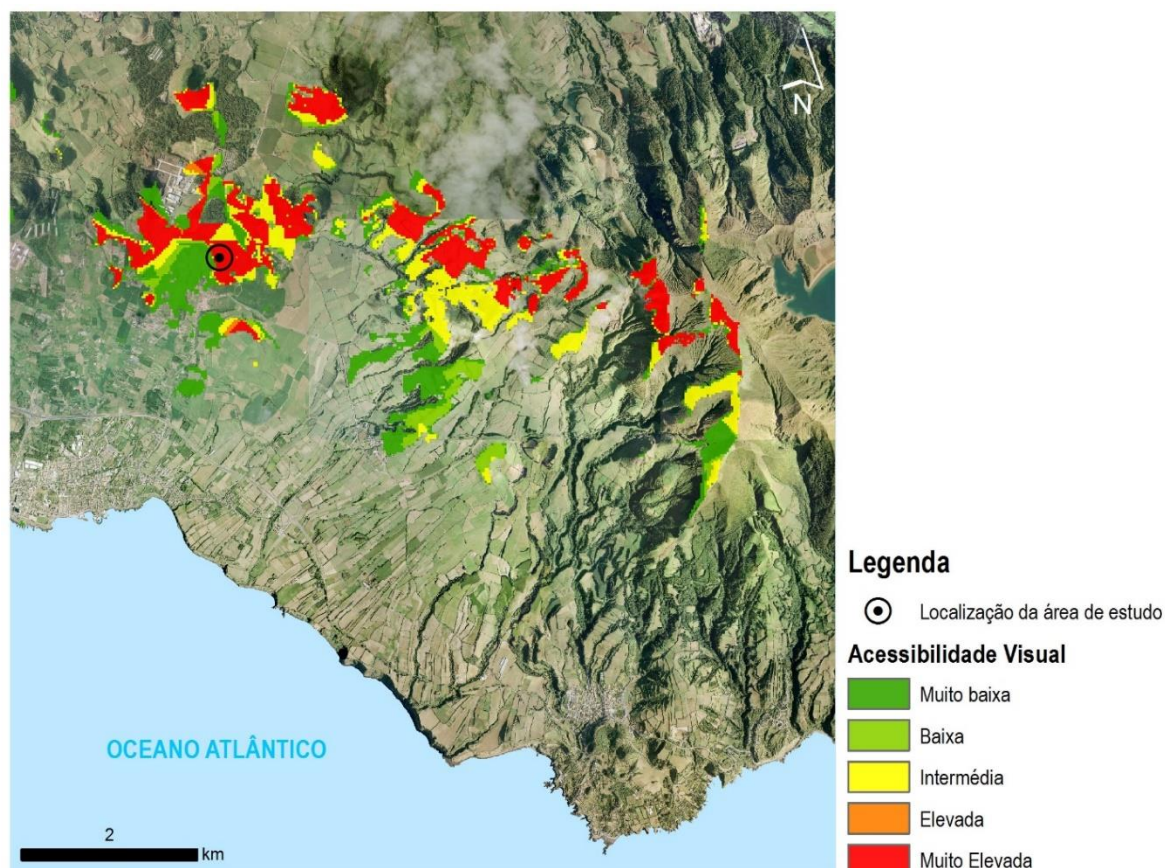 N
OCEANO ATLÂNTICO
2
km
Legenda
Localização da área de estudo
Acessibilidade Visual
Muito baixa
Baixa
Intermédia
Elevada
Muito Elevada